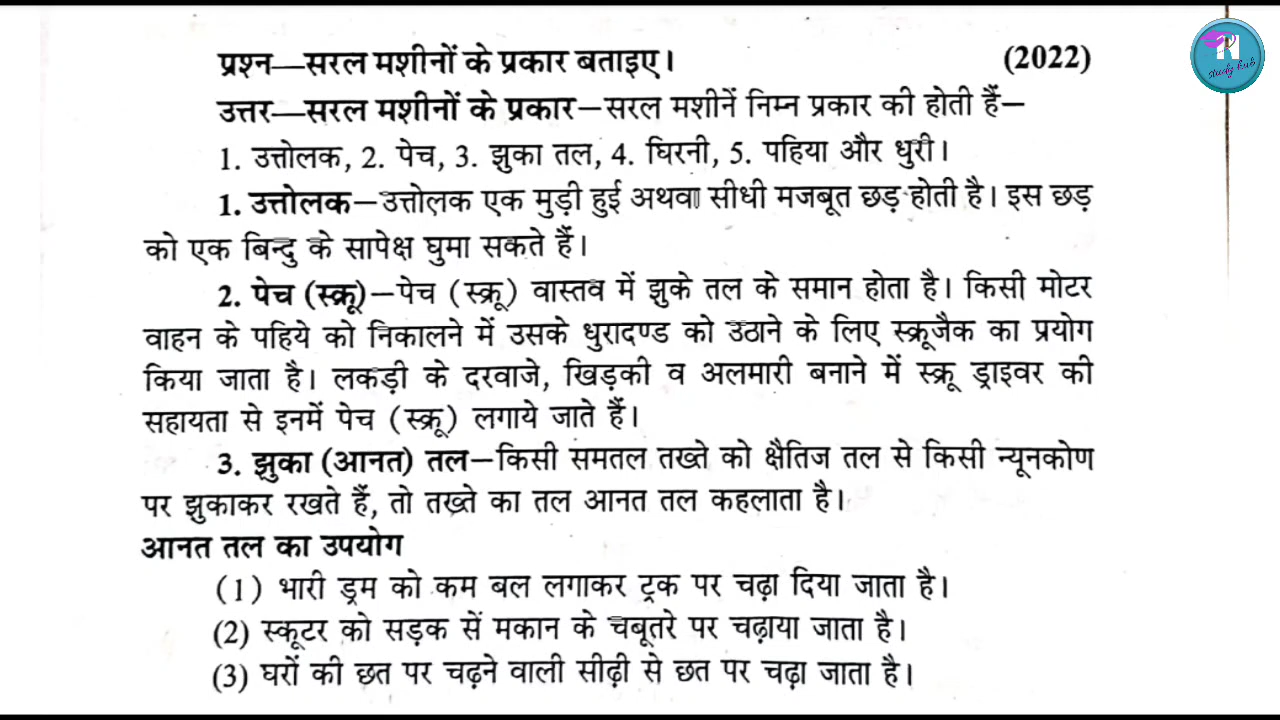 प्रश्न—सरल मशीनों के प्रकार बताइए। (2022)
उत्तर—सरल मशीनों के प्रकार–सरल मशीनें निम्न प्रकार की होती हैं–
1. उत्तोलक, 2. पेच, 3. झुका तल, 4. घिरनी, 5. पहिया और धुरी।
1. उत्तोलक–उत्तोलक एक मुड़ी हुई अथवा सीधी मजबूत छड़ होती है। इस छड़
को एक बिन्दु के सापेक्ष घुमा सकते हैं।
2. पेच (स्क्रू)–पेच (स्क्रू) वास्तव में झुके तल के समान होता है। किसी मोटर
वाहन के पहिये को निकालने में उसके धुरादण्ड को उठाने के लिए स्क्रूजैक का प्रयोग
किया जाता है। लकड़ी के दरवाजे, खिड़की व अलमारी बनाने में स्क्रू ड्राइवर की
सहायता से इनमें पेच (स्क्रू) लगाये जाते हैं।
3. झुका (आनत) तल–किसी समतल तख्ते को क्षैतिज तल से किसी न्यूनकोण
पर झुकाकर रखते हैं, तो तख्ते का तल आनत तल कहलाता है।
आनत तल का उपयोग
(1) भारी ड्रम को कम बल लगाकर ट्रक पर चढ़ा दिया जाता है।
(2) स्कूटर को सड़क सें मकान के चबूतरे पर चढ़ाया जाता है।
(3) घरों की छत पर चढ़ने वाली सीढ़ी से छत पर चढ़ा जाता है।
R
study hub